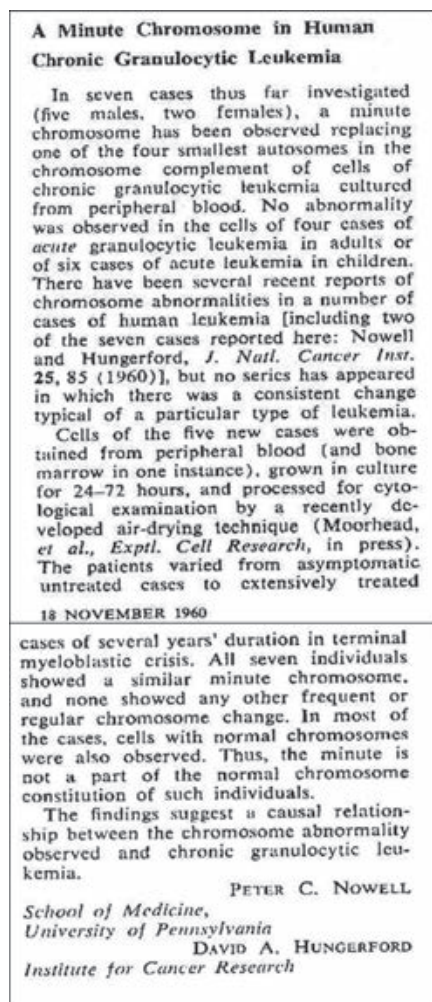 A Minute Chromosome in Human
Chronic Granulocytic Leukemia
In seven cases thus far investigated
(five males, two females), a minute
chromosome has been observed replacing
one of the four smallest autosomes in the
chromosome complement of cells of
chronic granulocytic leukemia cultured
from peripheral blood. No abnormality
was observed in the cells of four cases of
acute granulocytic leukemia in adults or
of six cases of acute leukemia in children.
There have been several recent reports of
chromosome abnormalities in a number of
cases of human leukemia [including two
of the seven cases reported here: Nowell
and Hungerford, J. Natl. Cancer Inst.
25, 85 (1960)], but no series has appeared
in which there was a consistent change
typical of a particular type of leukemia.
Cells of the five new cases were ob-
tained from peripheral blood (and bone
marrow in one instance), grown in culture
for 24–72 hours, and processed for cyto-
logical examination by a recently de-
veloped air-drying technique (Moorhead,
et al., Exptl. Cell Research, in press).
The patients varied from asymptomatic
untreated cases to extensively treated
18 NOVEMBER 1960
cases of several years' duration in terminal
myeloblastic crisis. All seven individuals
showed a similar minute chromosome,
and none showed any other frequent or
regular chromosome change. In most of
the cases, cells with normal chromosomes
were also observed. Thus, the minute is
not a part of the normal chromosome
constitution of such individuals.
The findings suggest a causal relation-
ship between the chromosome abnormality
observed and chronic granulocytic leu-
kemia.
PETER C. NOWELL
School of Medicine,
University of Pennsylvania
DAVID A. HUNGERFORD
Institute for Cancer Research